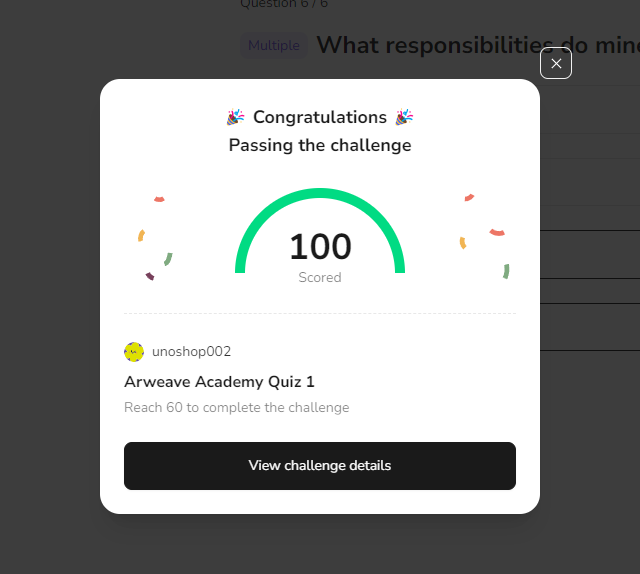 Question 6 / 6
Multiple What responsibilities do
Congratulations
Passing the challenge
100
Scored
unoshop002
Arweave Academy Quiz 1
Reach 60 to complete the challenge
View challenge details